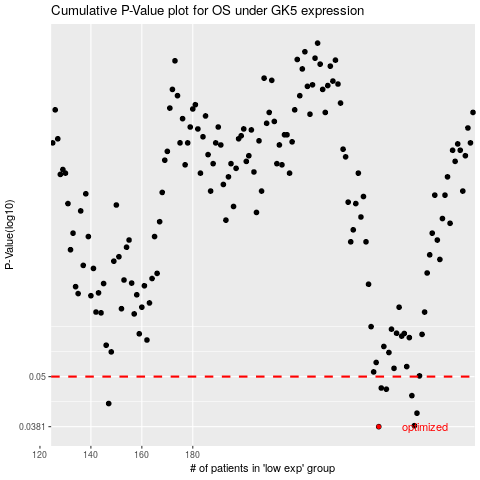 Cumulative P-Value plot for OS under GK5 expression
P-Value(log10)
0.05
0.0381
optimized
120 140 160 180
# of patients in 'low exp' group